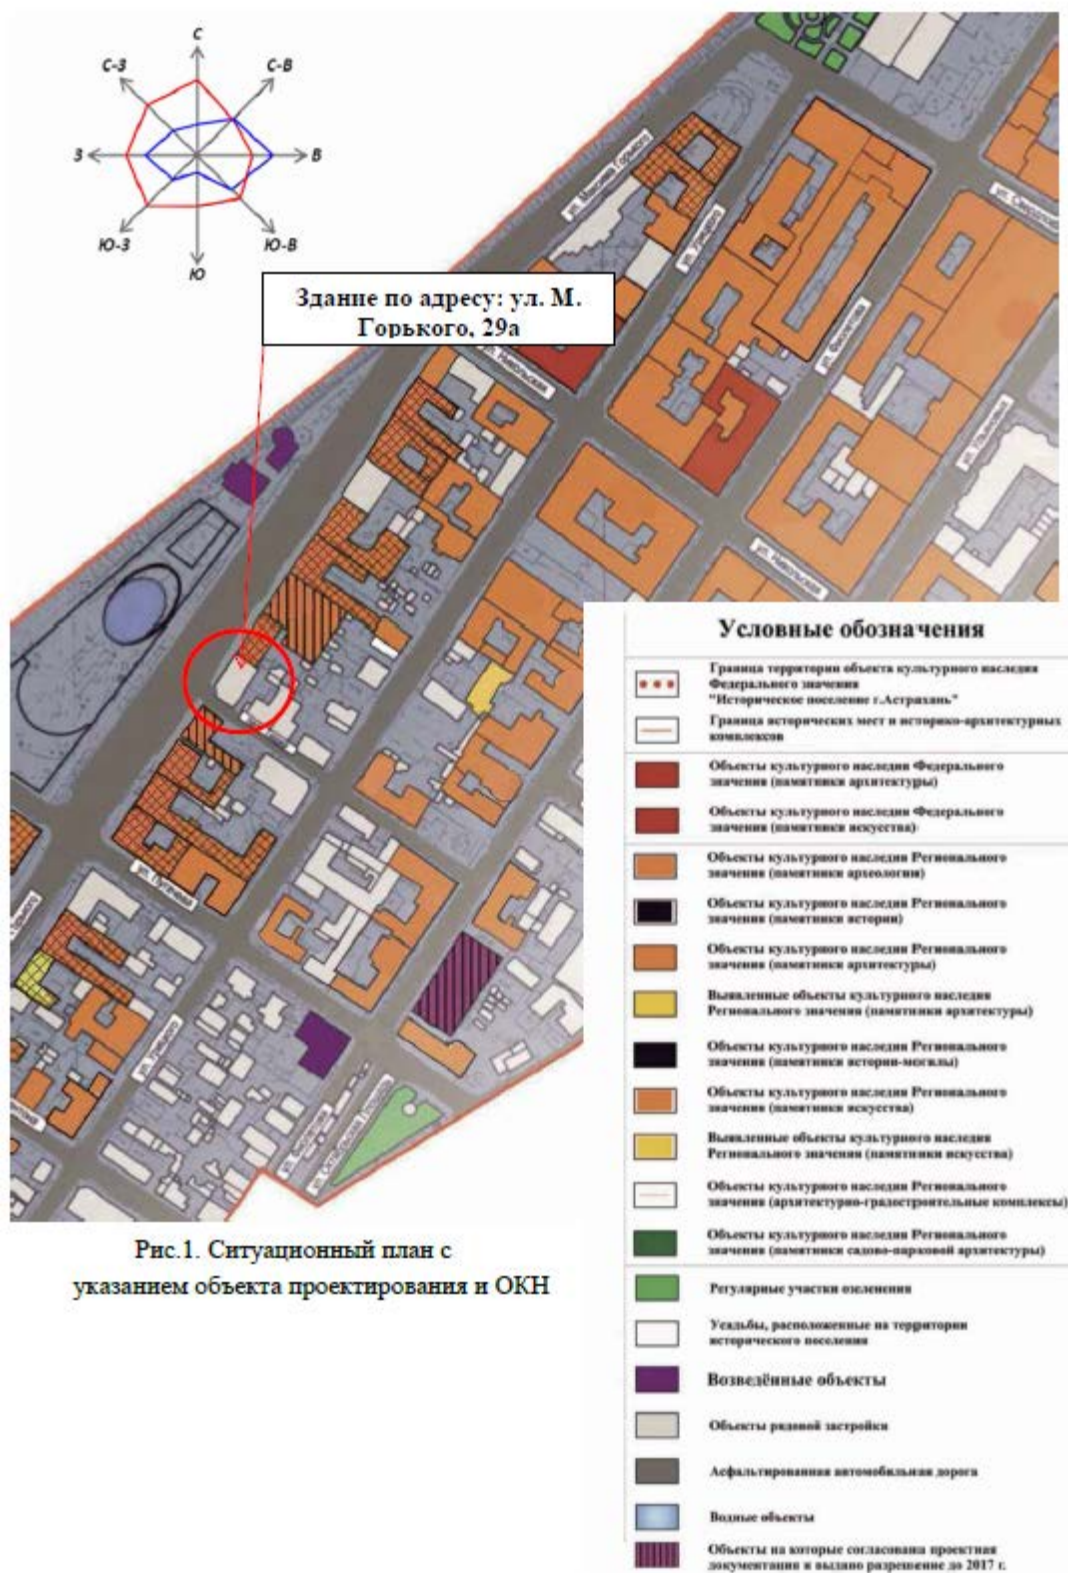 С
С-З
С-В
З
В
Ю-З
Ю-В
Ю
Здание по адресу: ул. М.
Горького, 29а
ул. Максима Горького
ул. Урицкого
ул. Свердлова
ул. Никольская
ул. Филатова
ул. Ульяновых
ул. Никольская
ул. Пугачева
Горького
ул. Урицкого
ул. Октябрьская Площадь
Условные обозначения
Граница территории объекта культурного наследия
Федерального значения
"Историческое поселение г.Астрахань"
Граница исторических мест и историко-архитектурных
комплексов
Объекты культурного наследия Федерального
значения (памятники архитектуры)
Объекты культурного наследия Федерального
значения (памятники искусства)
Объекты культурного наследия Регионального
значения (памятники археологии)
Объекты культурного наследия Регионального
значения (памятники истории)
Объекты культурного наследия Регионального
значения (памятники архитектуры)
Выявленные объекты культурного наследия
Регионального значения (памятники архитектуры)
Объекты культурного наследия Регионального
значения (памятники истории-могилы)
Объекты культурного наследия Регионального
значения (памятники искусства)
Выявленные объекты культурного наследия
Регионального значения (памятники искусства)
Объекты культурного наследия Регионального
значения (архитектурно-градостроительные комплексы)
Объекты культурного наследия Регионального
значения (памятники садово-парковой архитектуры)
Регулярные участки озеленения
Усадьбы, расположенные на территории
исторического поселения
Возведённые объекты
Объекты рядовой застройки
Асфальтированная автомобильная дорога
Водные объекты
Объекты на которые согласована проектная
документация и выдано разрешение до 2017 г.
Рис.1. Ситуационный план с
указанием объекта проектирования и ОКН